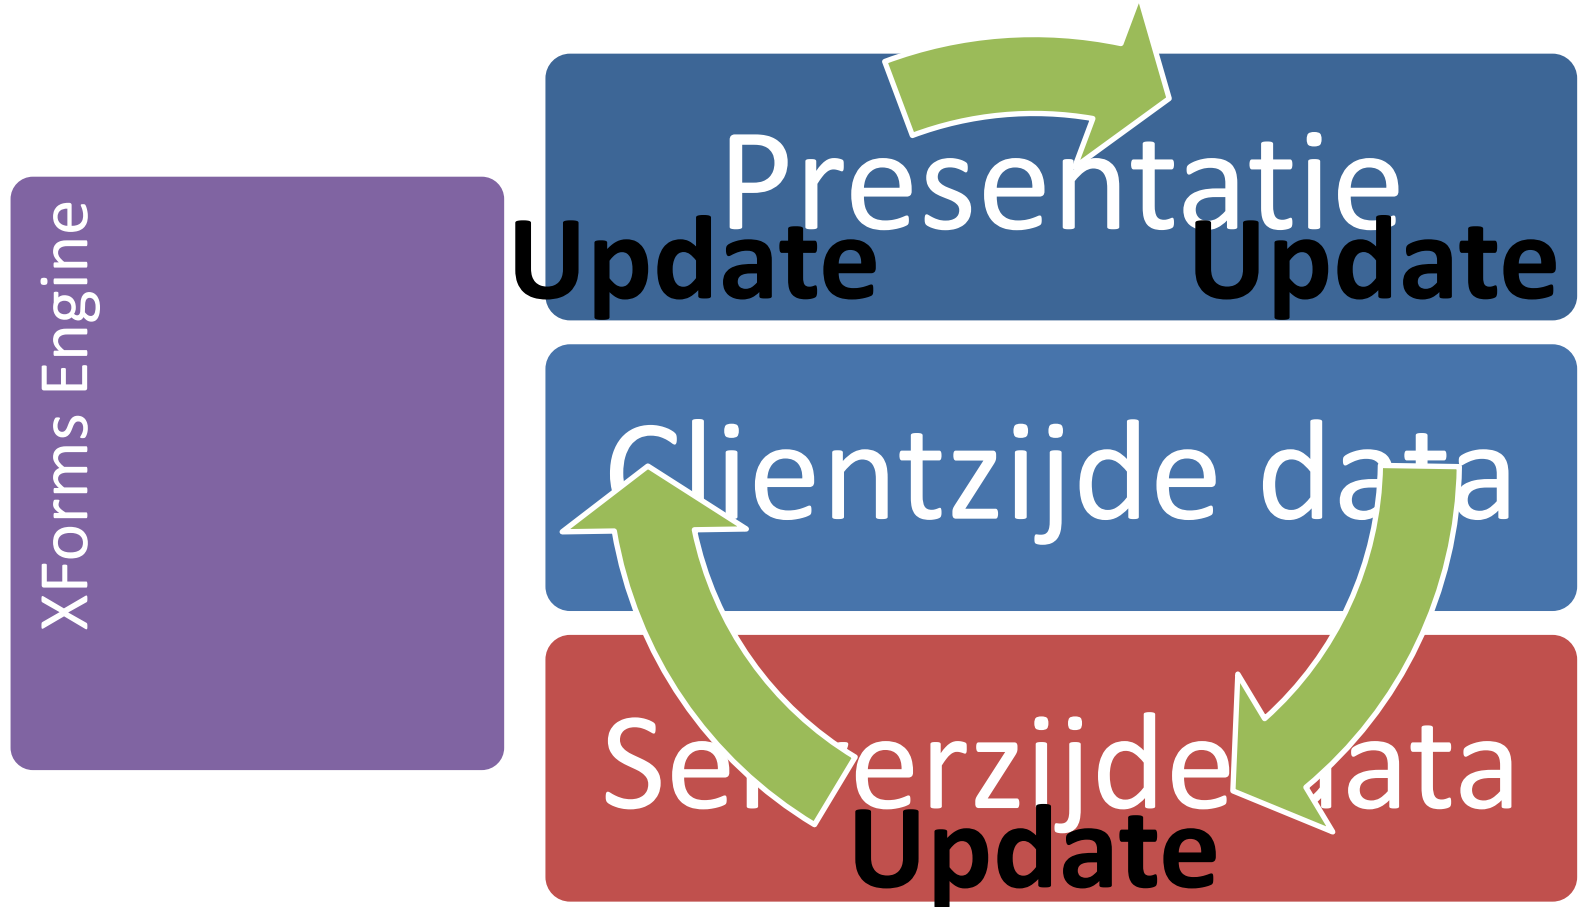 XForms Engine
Presentatie
Update
Update
Clientzijde data
Serverzijde data
Update